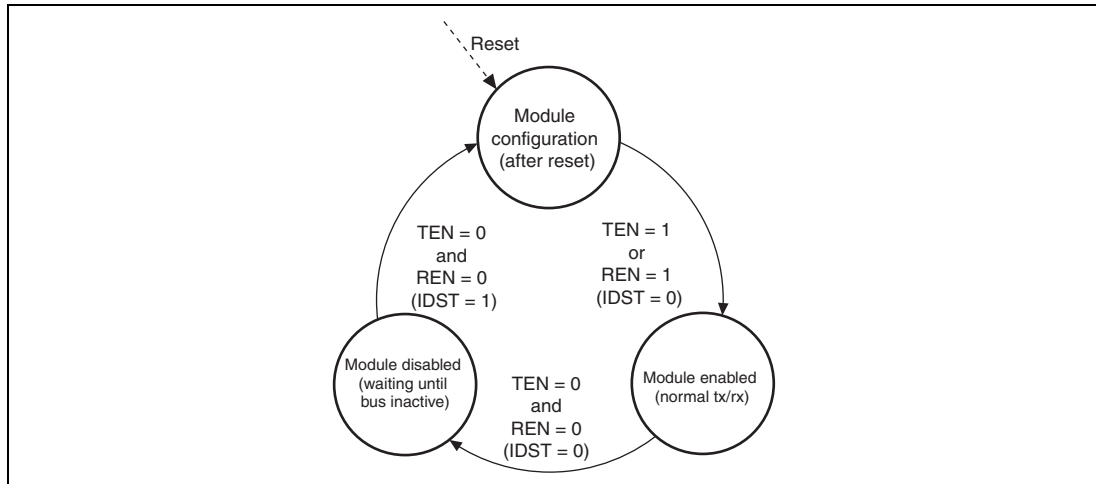 Reset
Module
configuration
(after reset)
TEN = 0
and
REN = 0
(IDST = 1)
TEN = 1
or
REN = 1
(IDST = 0)
Module disabled
(waiting until
bus inactive)
TEN = 0
and
REN = 0
(IDST = 0)
Module enabled
(normal tx/rx)